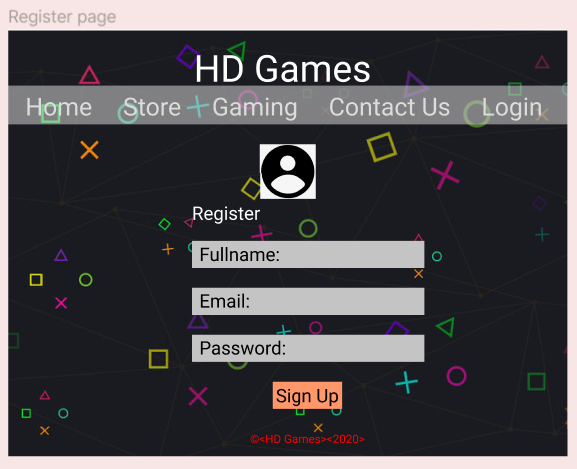 Register page
HD Games
Home Store Gaming Contact Us Login
Register
Fullname:
Email:
Password:
Sign Up
©<HD Games><2020>